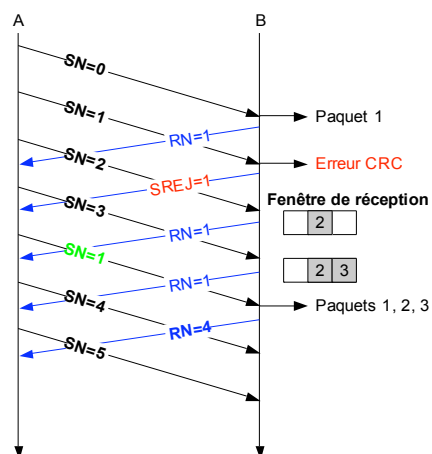 A B
SN=0
SN=1
Paquet 1
RN=1
SN=2
Erreur CRC
SREJ=1
SN=3
Fenêtre de réception
2
RN=1
SN=1
2 3
RN=1
SN=4
Paquets 1, 2, 3
RN=4
SN=5